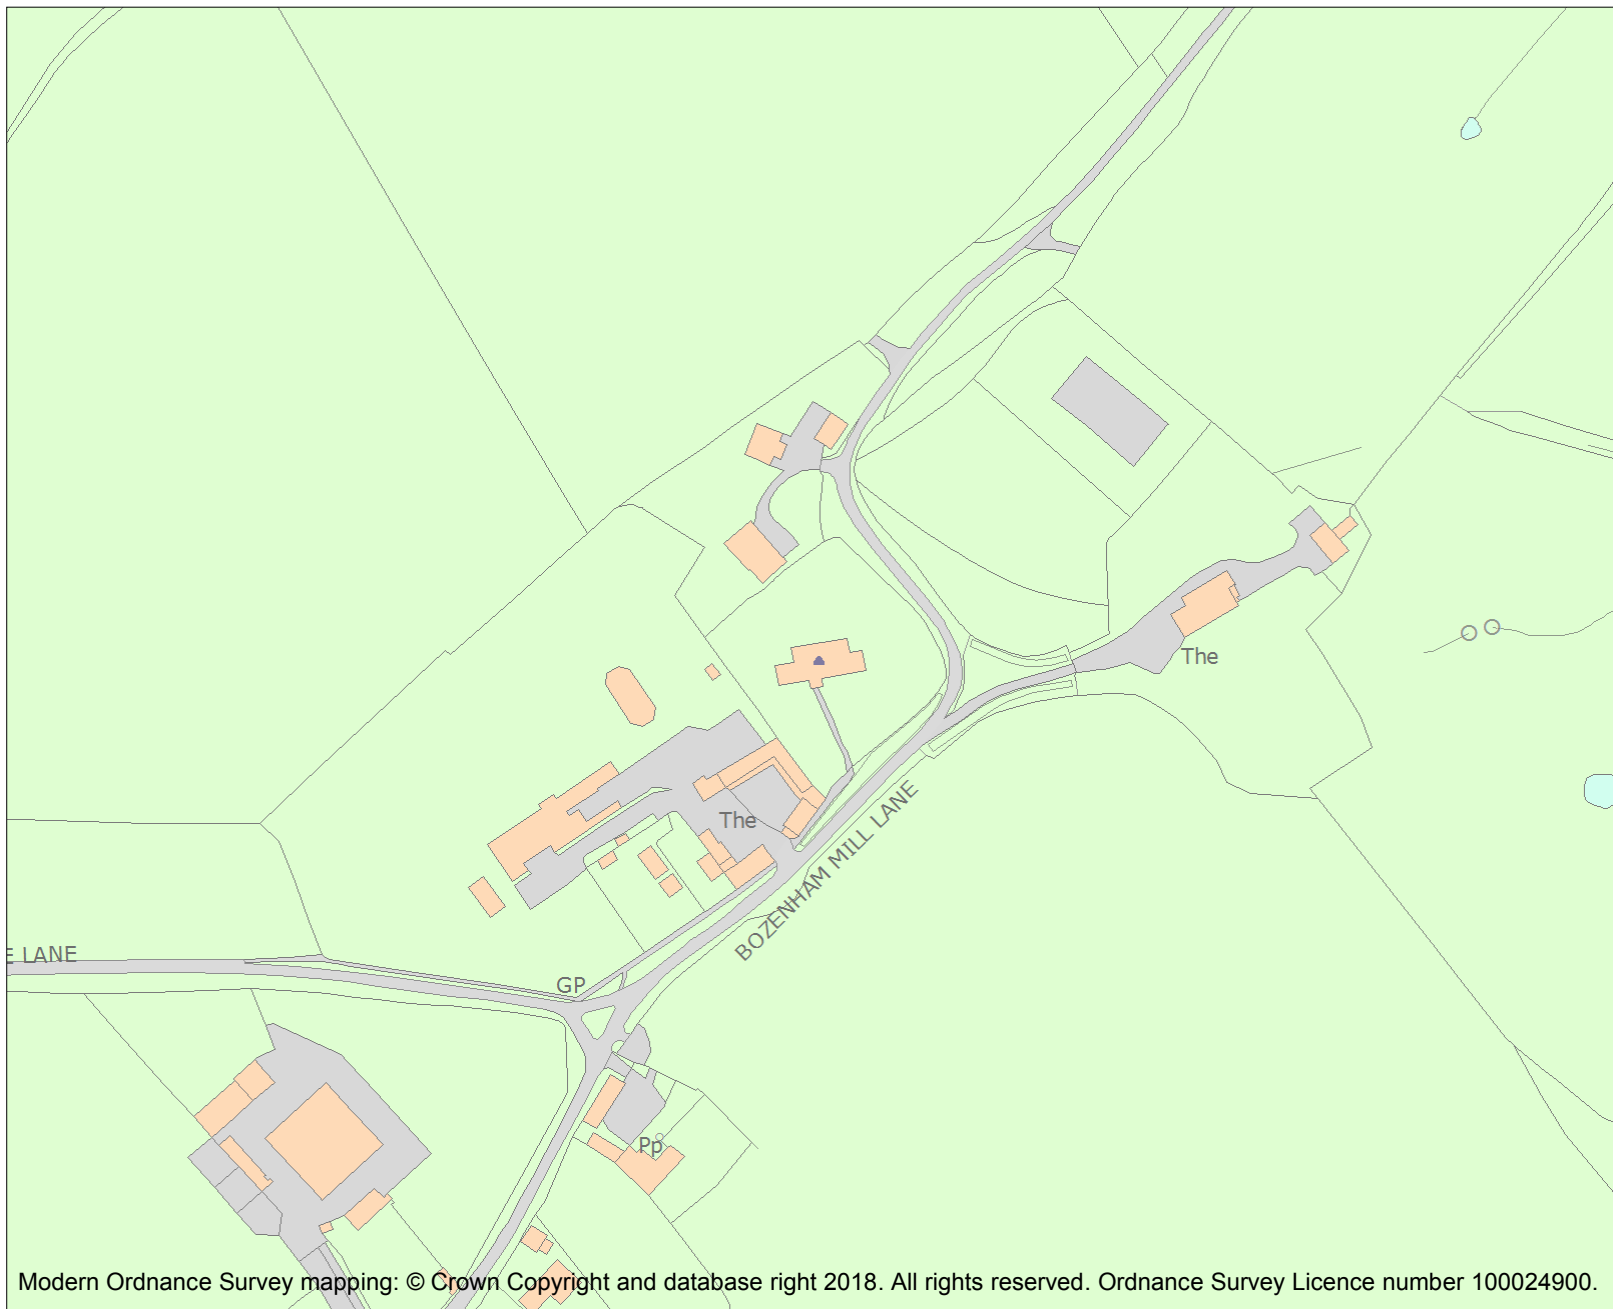 The
The
BOZENHAM MILL LANE
E LANE
GP
Pp
Modern Ordnance Survey mapping: © Crown Copyright and database right 2018. All rights reserved. Ordnance Survey Licence number 100024900.